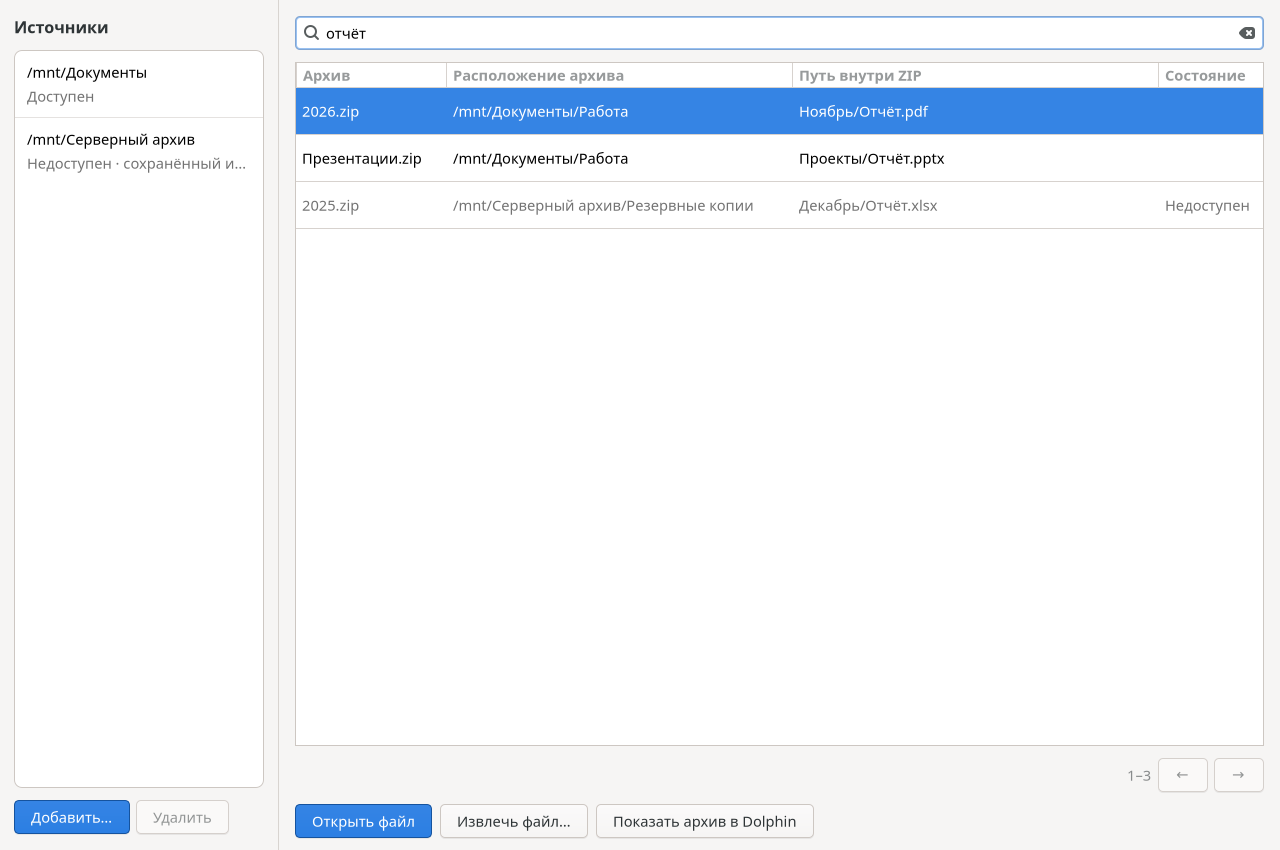 Источники
/mnt/Документы
Доступен
/mnt/Серверный архив
Недоступен · сохранённый и…
Добавить…
Удалить
отчёт
Архив Расположение архива Путь внутри ZIP Состояние
2026.zip /mnt/Документы/Работа Ноябрь/Отчёт.pdf
Презентации.zip /mnt/Документы/Работа Проекты/Отчёт.pptx
2025.zip /mnt/Серверный архив/Резервные копии Декабрь/Отчёт.xlsx Недоступен
1–3 ← →
Открыть файл Извлечь файл… Показать архив в Dolphin